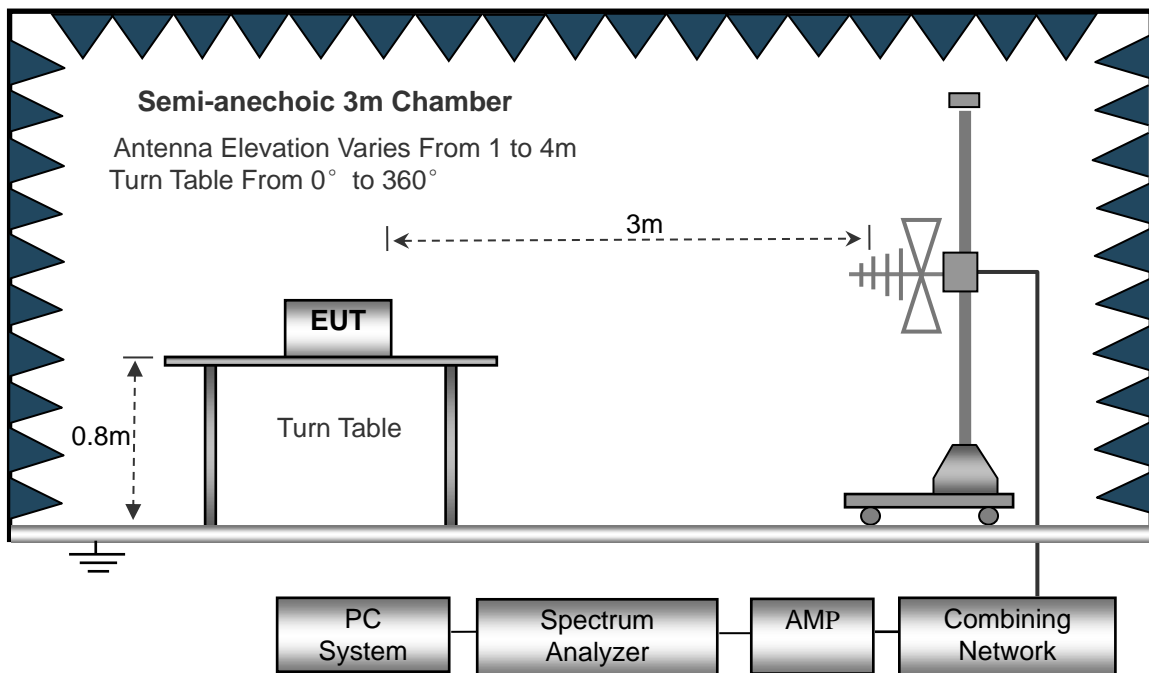 Semi-anechoic 3m Chamber
Antenna Elevation Varies From 1 to 4m
Turn Table From 0° to 360°
3m
EUT
0.8m
Turn Table
PC
System
Spectrum
Analyzer
AMP
Combining
Network